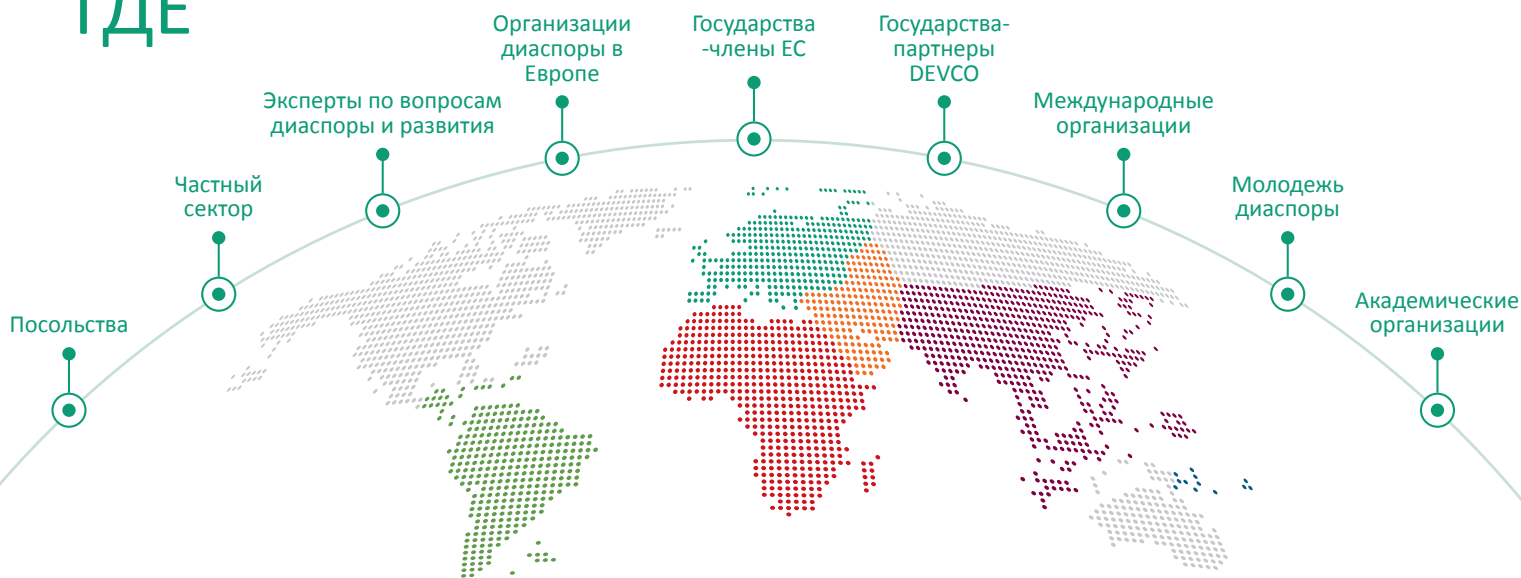 ГДЕ
Посольства
Частный
сектор
Эксперты по вопросам
диаспоры и развития
Организации
диаспоры в
Европе
Государства
-члены ЕС
Государства-
партнеры
DEVCO
Международные
организации
Молодежь
диаспоры
Академические
организации